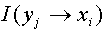 I(y_j → x_i)